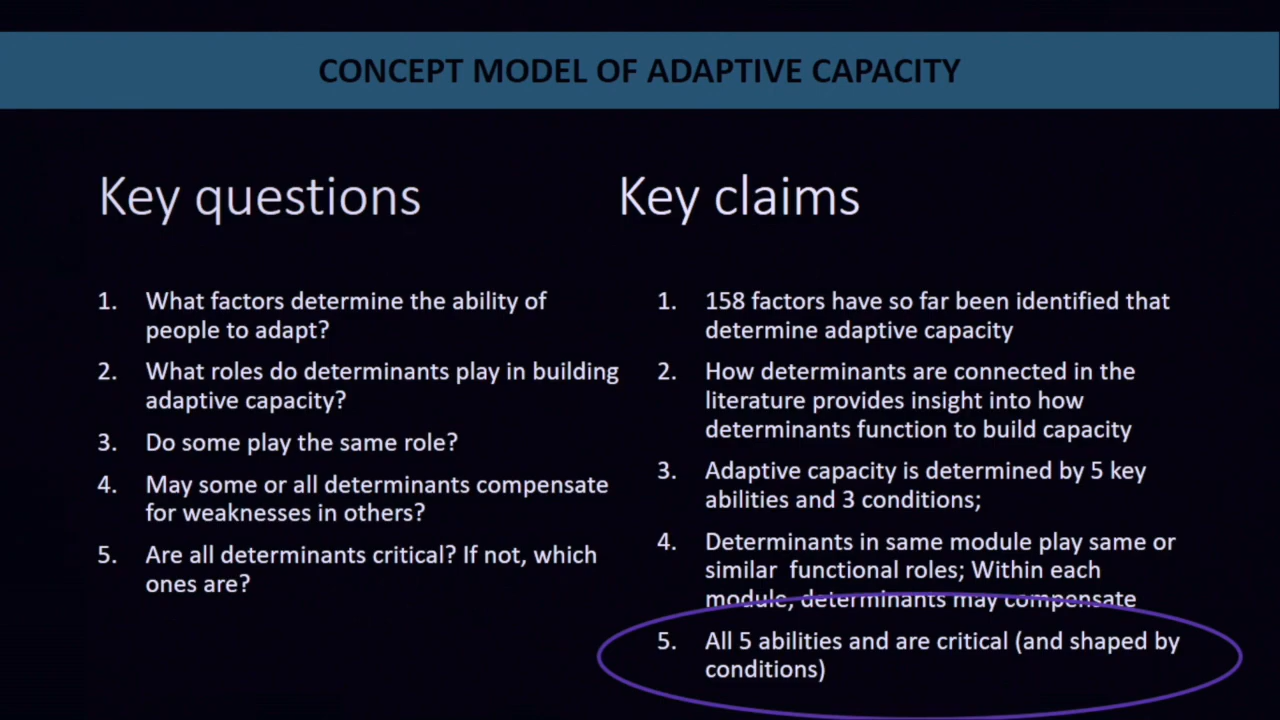 CONCEPT MODEL OF ADAPTIVE CAPACITY
Key questions
1. What factors determine the ability of
people to adapt?
2. What roles do determinants play in building
adaptive capacity?
3. Do some play the same role?
4. May some or all determinants compensate
for weaknesses in others?
5. Are all determinants critical? If not, which
ones are?
Key claims
1. 158 factors have so far been identified that
determine adaptive capacity
2. How determinants are connected in the
literature provides insight into how
determinants function to build capacity
3. Adaptive capacity is determined by 5 key
abilities and 3 conditions;
4. Determinants in same module play same or
similar functional roles; Within each
module, determinants may compensate
5. All 5 abilities and are critical (and shaped by
conditions)